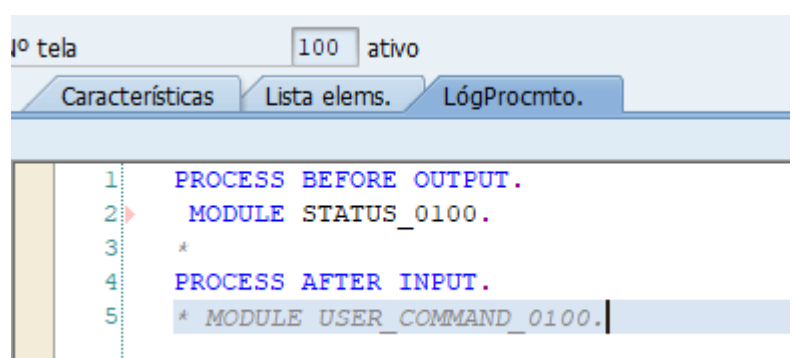 Nº tela 100 ativo
Características Lista elems. LógProcmto.
1 PROCESS BEFORE OUTPUT.
2 MODULE STATUS_0100.
3 *
4 PROCESS AFTER INPUT.
5 * MODULE USER_COMMAND_0100.